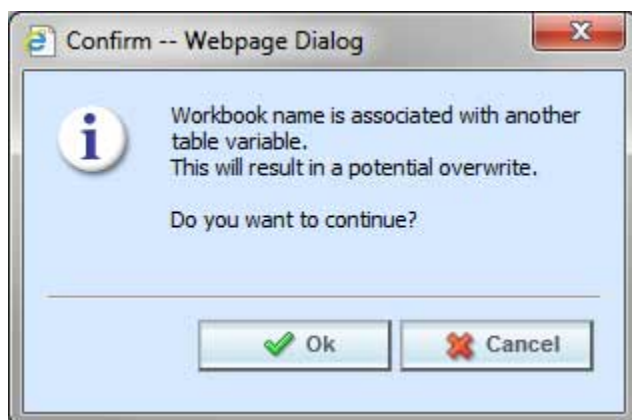 Confirm -- Webpage Dialog
Workbook name is associated with another
table variable.
This will result in a potential overwrite.
Do you want to continue?
Ok
Cancel